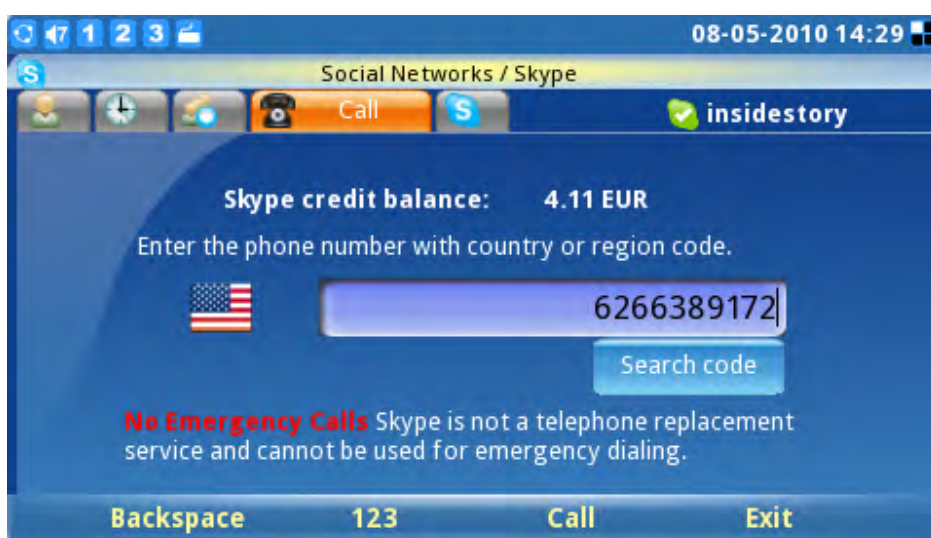 7 1 2 3 08-05-2010 14:29
S Social Networks / Skype
Call S insidestory
Skype credit balance: 4.11 EUR
Enter the phone number with country or region code.
6266389172
Search code
No Emergency Calls Skype is not a telephone replacement
service and cannot be used for emergency dialing.
Backspace 123 Call Exit